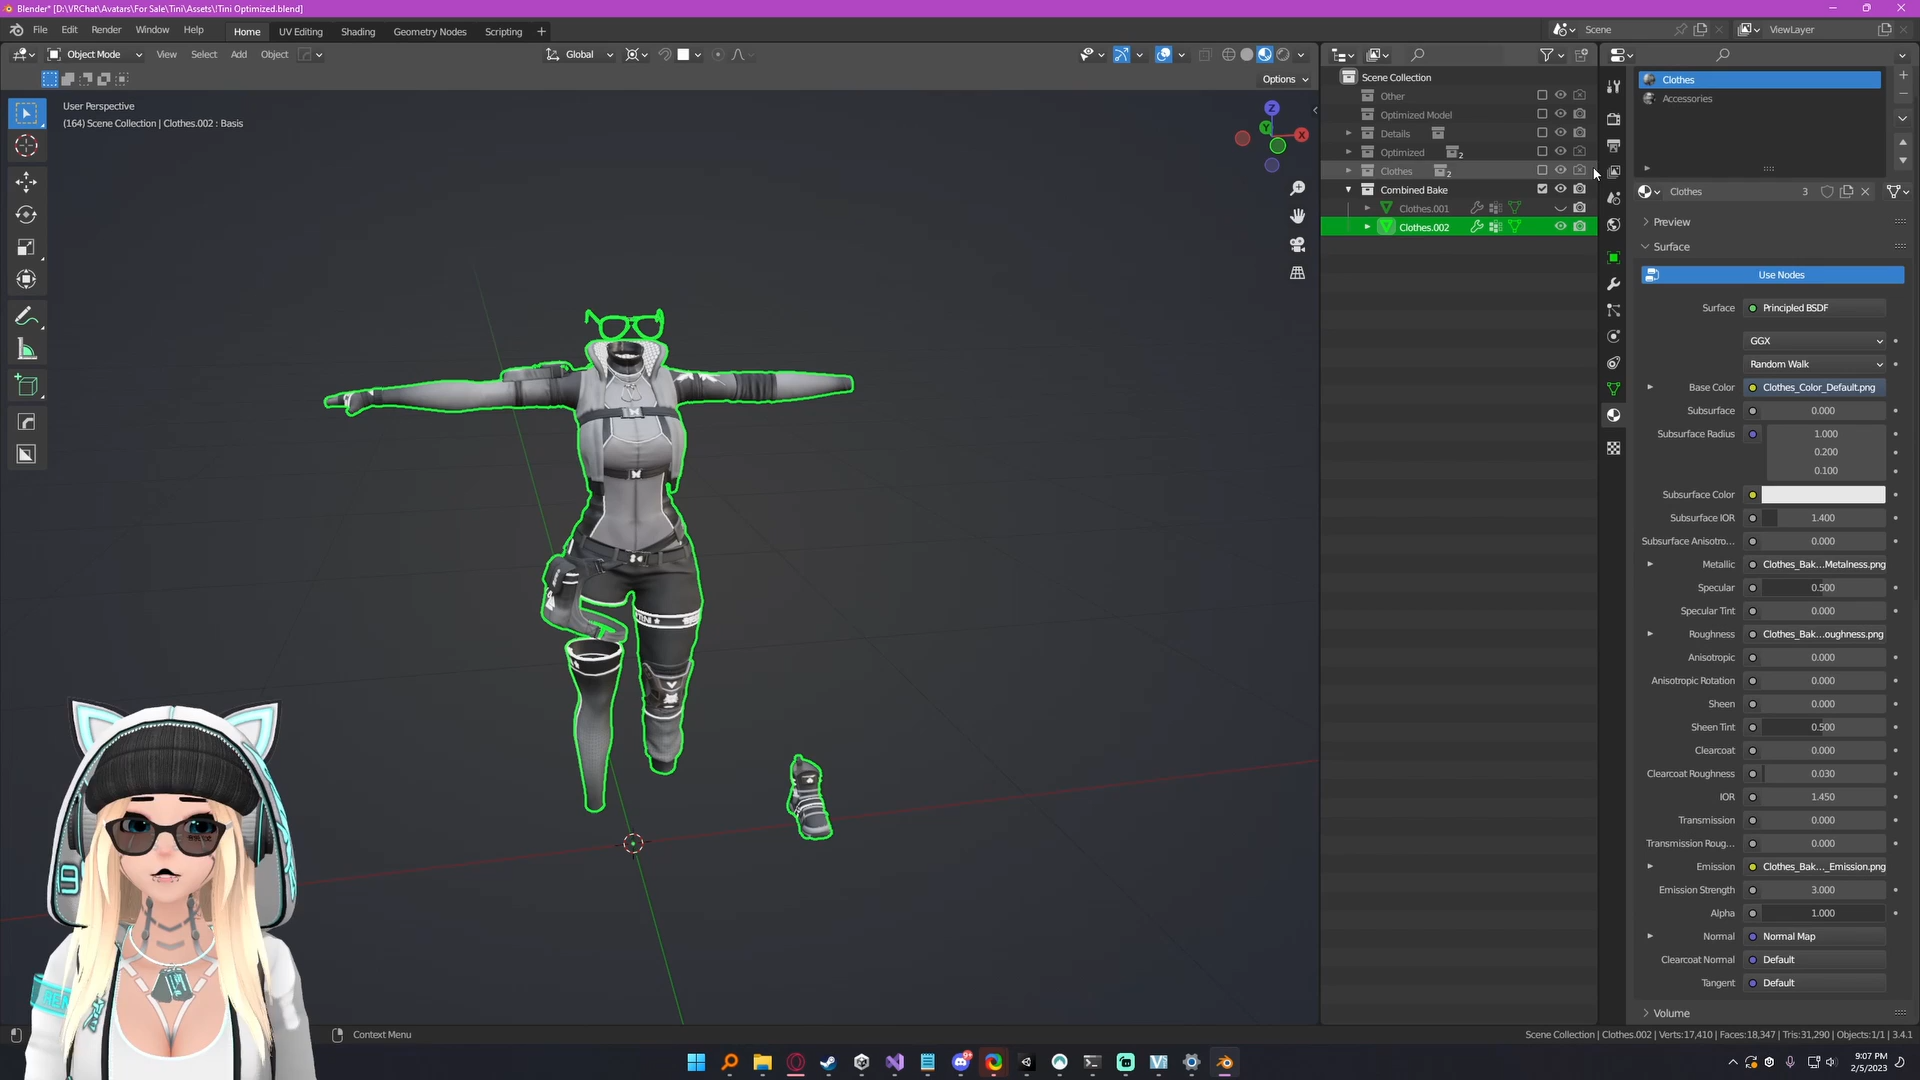 Blender* [D:\VRChat\Avatars\For Sale\Tini\Assets\!Tini Optimized.blend]
File Edit Render Window Help Home UV Editing Shading Geometry Nodes Scripting Scene ViewLayer
Object Mode View Select Add Object Global
Options
User Perspective
(164) Scene Collection | Clothes.002 : Basis
Z
Y
X
Scene Collection
Other
Optimized Model
Details
Optimized 2
Clothes 2
Combined Bake
Clothes.001
Clothes.002
Clothes
Accessories
Clothes 3
Preview
Surface
Use Nodes
Surface Principled BSDF
GGX
Random Walk
Base Color Clothes_Color_Default.png
Subsurface 0.000
Subsurface Radius 1.000
0.200
0.100
Subsurface Color
Subsurface IOR 1.400
Subsurface Anisotro... 0.000
Metallic Clothes_Bak...Metalness.png
Specular 0.500
Specular Tint 0.000
Roughness Clothes_Bak...oughness.png
Anisotropic 0.000
Anisotropic Rotation 0.000
Sheen 0.000
Sheen Tint 0.500
Clearcoat 0.000
Clearcoat Roughness 0.030
IOR 1.450
Transmission 0.000
Transmission Roug... 0.000
Emission Clothes_Bak..._Emission.png
Emission Strength 3.000
Alpha 1.000
Normal Normal Map
Clearcoat Normal Default
Tangent Default
Volume
Context Menu
Scene Collection | Clothes.002 | Verts:17,410 | Faces:18,347 | Tris:31,290 | Objects:1/1 | 3.4.1
9:07 PM
2/5/2023